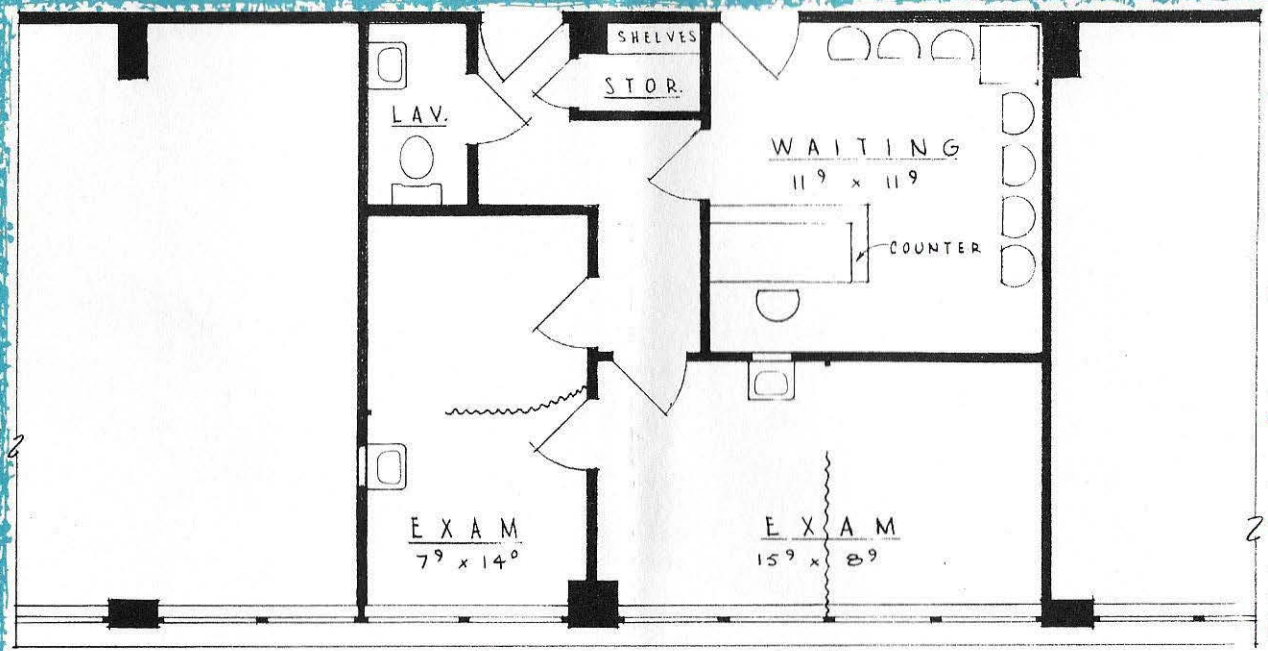 SHELVES
STOR.
LAV.
WAITING
11⁹ x 11⁹
COUNTER
EXAM
7⁹ x 14⁰
EXAM
15⁹ x 8⁹